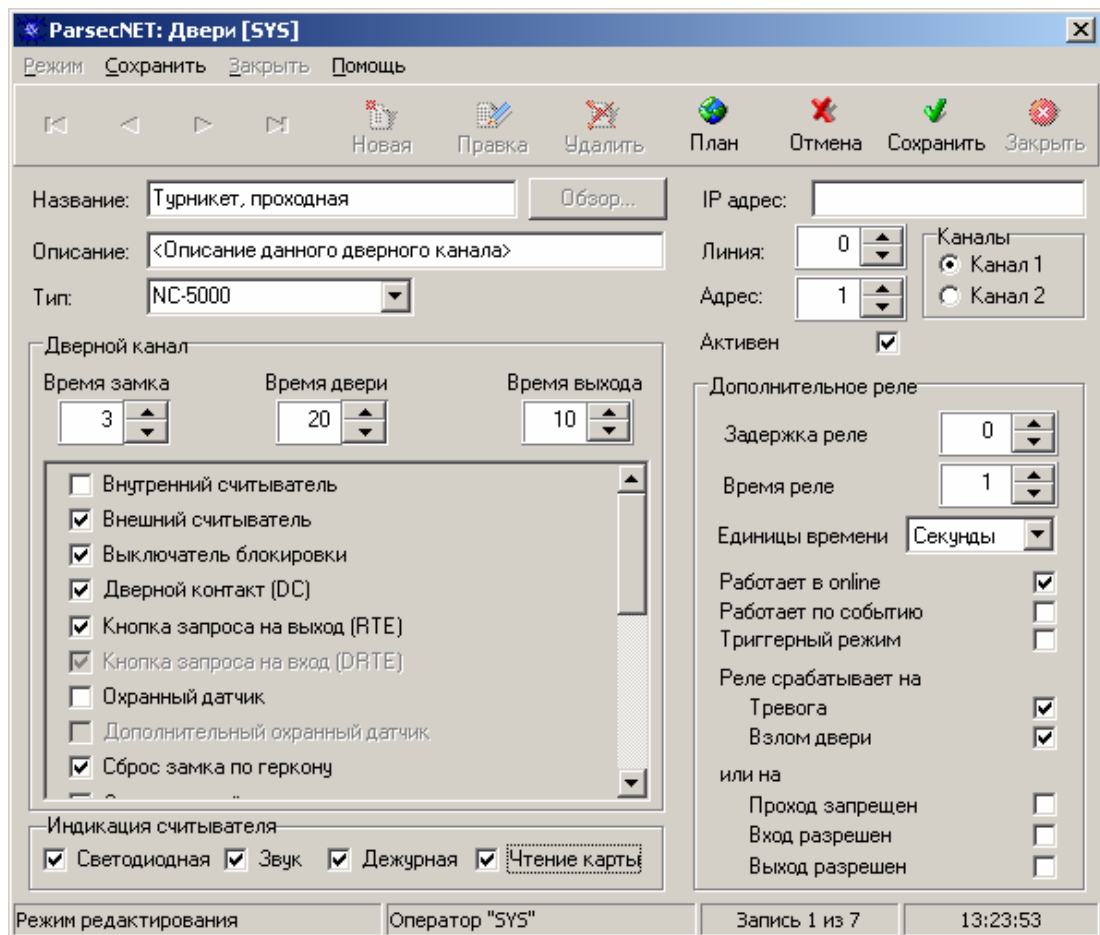 ParsecNET: Двери [SYS]
Режим Сохранить Закрыть Помощь
Новая Правка Удалить План Отмена Сохранить Закрыть
Название: Турникет, проходная Обзор... IP адрес:
Описание: <Описание данного дверного канала> Линия: 0 Каналы
Канал 1
Тип: NC-5000 Адрес: 1 Канал 2
Активен
Дверной канал
Время замка Время двери Время выхода
3 20 10
Внутренний считыватель
Внешний считыватель
Выключатель блокировки
Дверной контакт (DC)
Кнопка запроса на выход (RTE)
Кнопка запроса на вход (DRTE)
Охранный датчик
Дополнительный охранный датчик
Сброс замка по геркону
Индикация считывателя
Светодиодная Звук Дежурная Чтение карты
Дополнительное реле
Задержка реле 0
Время реле 1
Единицы времени Секунды
Работает в online
Работает по событию
Триггерный режим
Реле срабатывает на
Тревога
Взлом двери
или на
Проход запрещен
Вход разрешен
Выход разрешен
Режим редактирования Оператор "SYS" Запись 1 из 7 13:23:53